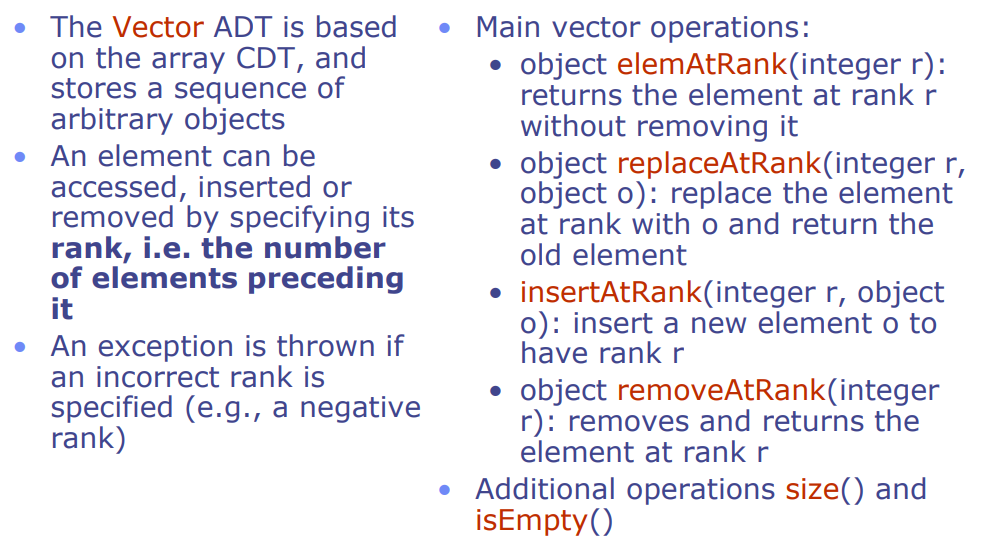 • The Vector ADT is based
on the array CDT, and
stores a sequence of
arbitrary objects
• An element can be
accessed, inserted or
removed by specifying its
rank, i.e. the number
of elements preceding
it
• An exception is thrown if
an incorrect rank is
specified (e.g., a negative
rank)
• Main vector operations:
• object elemAtRank(integer r):
returns the element at rank r
without removing it
• object replaceAtRank(integer r,
object o): replace the element
at rank with o and return the
old element
• insertAtRank(integer r, object
o): insert a new element o to
have rank r
• object removeAtRank(integer
r): removes and returns the
element at rank r
• Additional operations size() and
isEmpty()